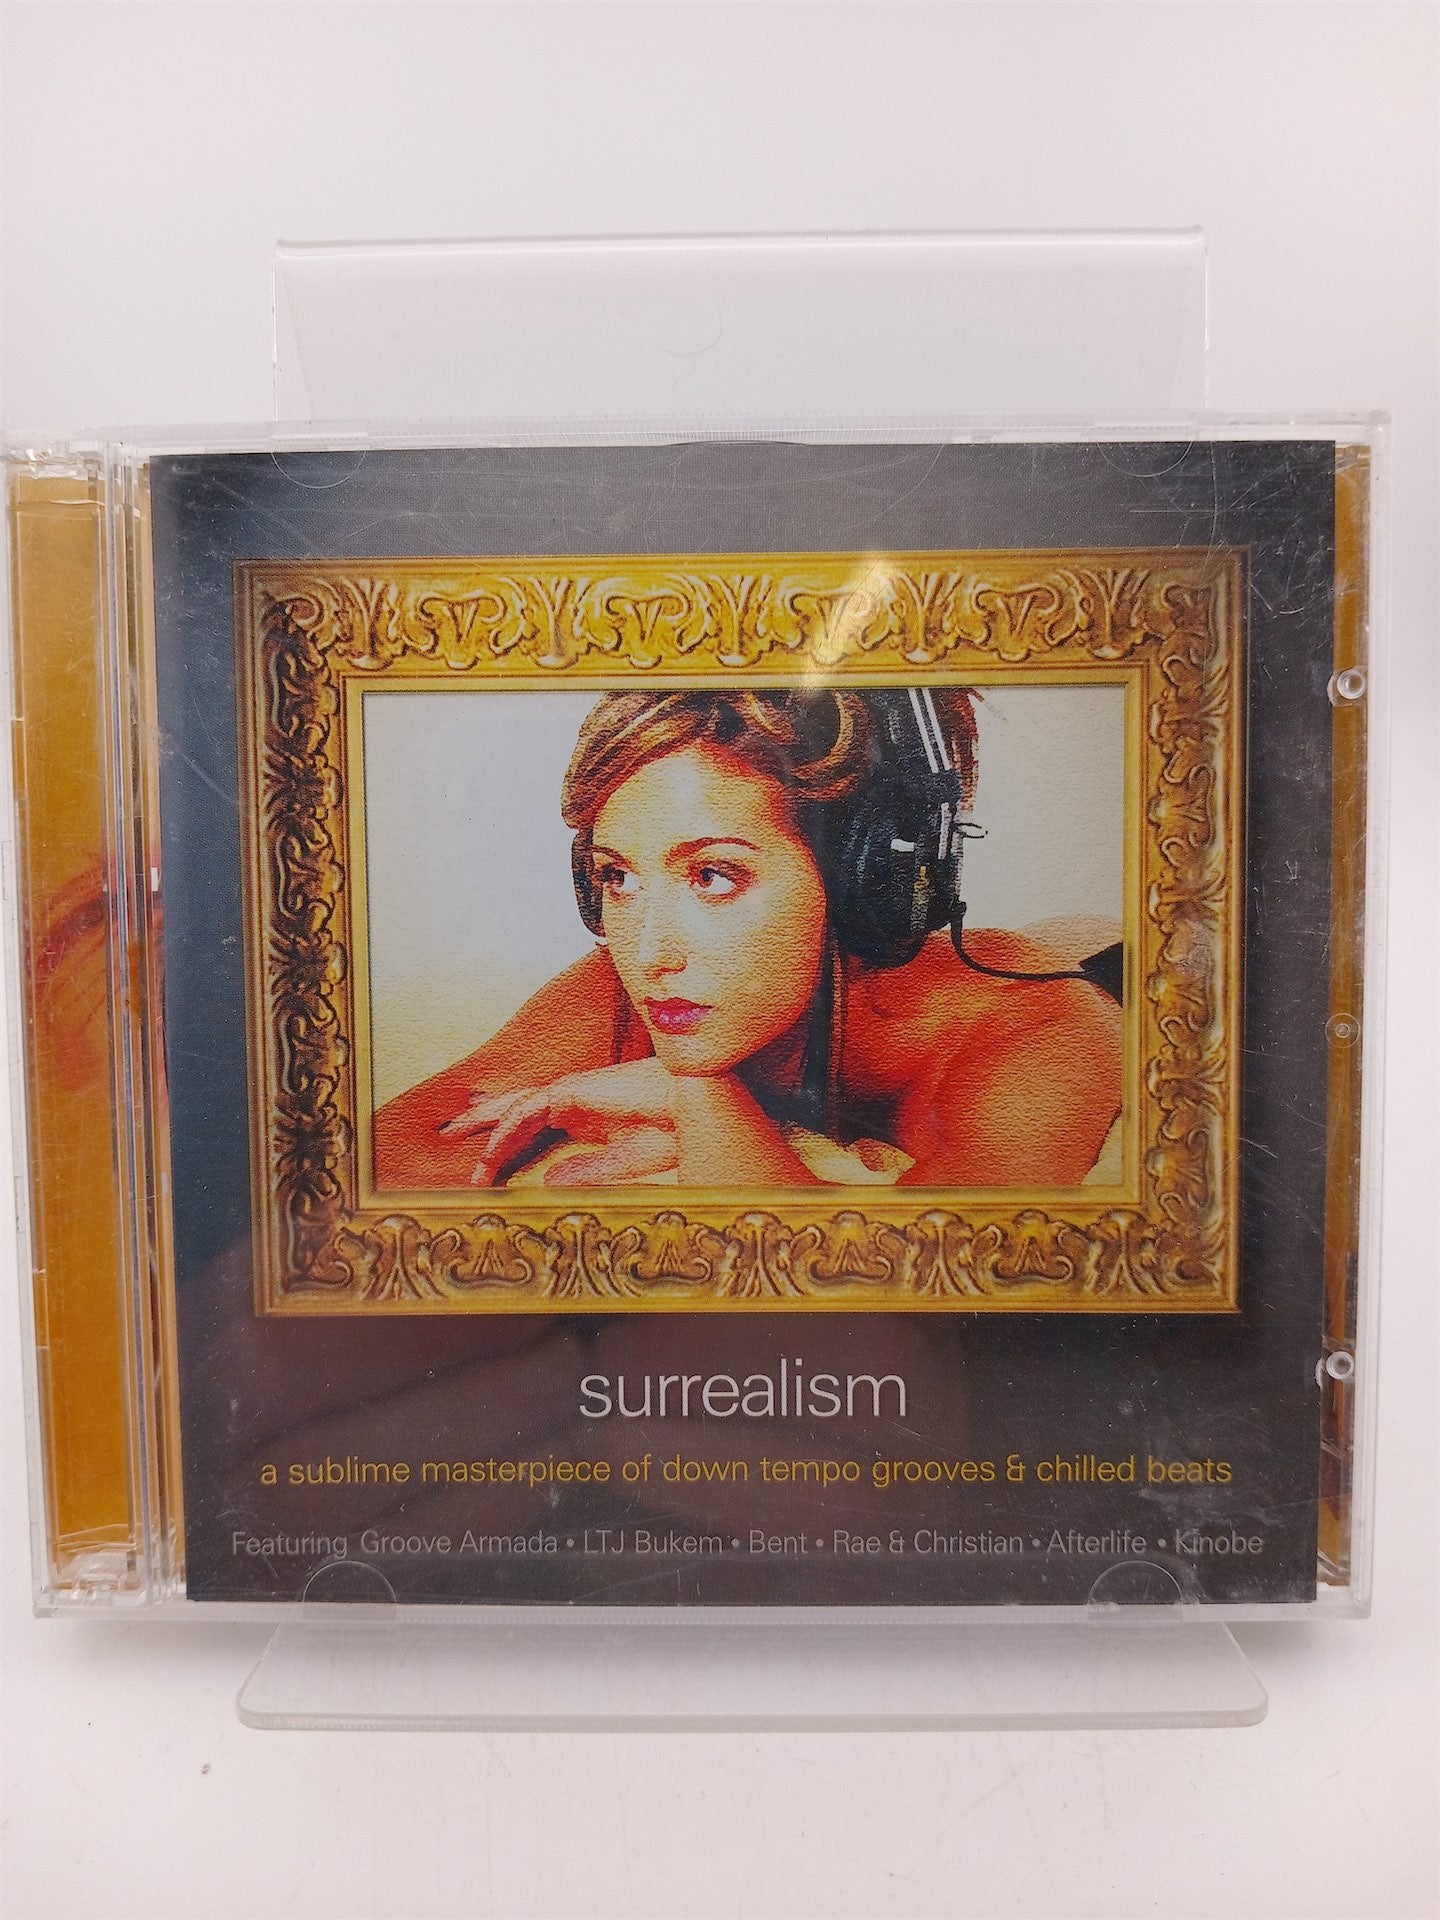 surrealism
a sublime masterpiece of down tempo grooves & chilled beats
Featuring Groove Armada • LTJ Bukem • Bent • Rae & Christian • Afterlife • Kinobe